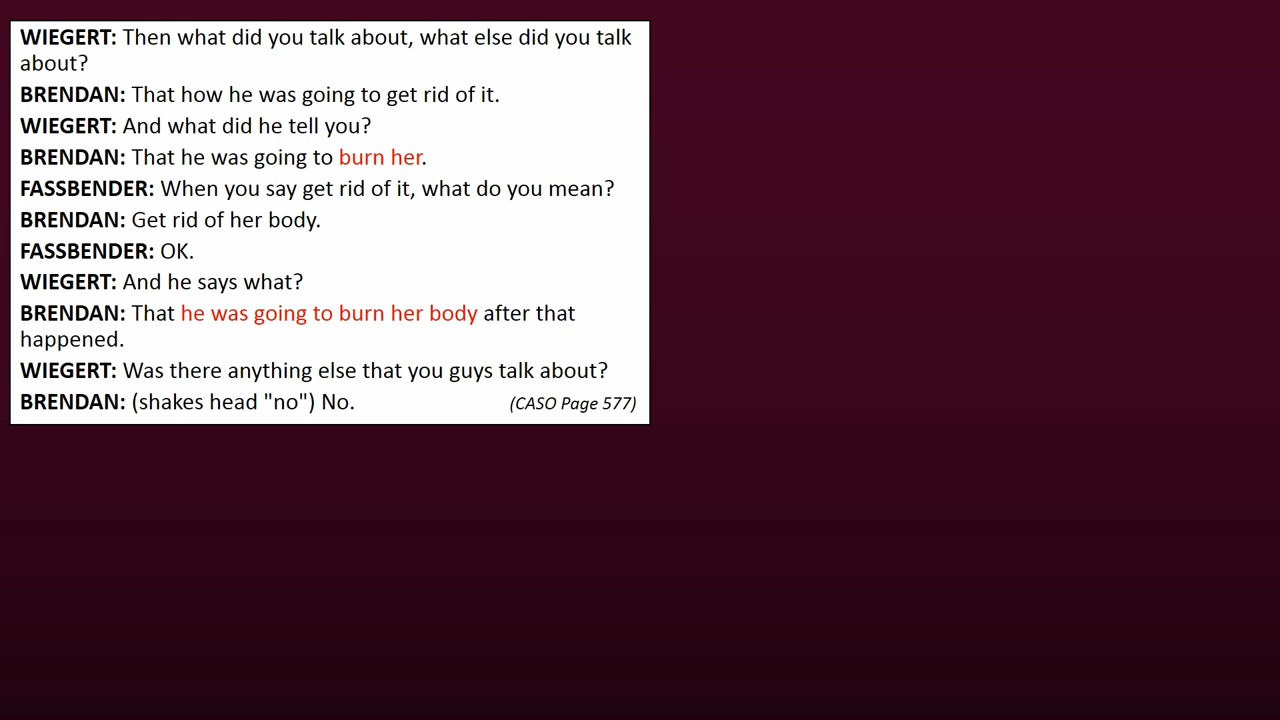 WIEGERT: Then what did you talk about, what else did you talk
about?
BRENDAN: That how he was going to get rid of it.
WIEGERT: And what did he tell you?
BRENDAN: That he was going to burn her.
FASSBENDER: When you say get rid of it, what do you mean?
BRENDAN: Get rid of her body.
FASSBENDER: OK.
WIEGERT: And he says what?
BRENDAN: That he was going to burn her body after that
happened.
WIEGERT: Was there anything else that you guys talk about?
BRENDAN: (shakes head "no") No. (CASO Page 577)